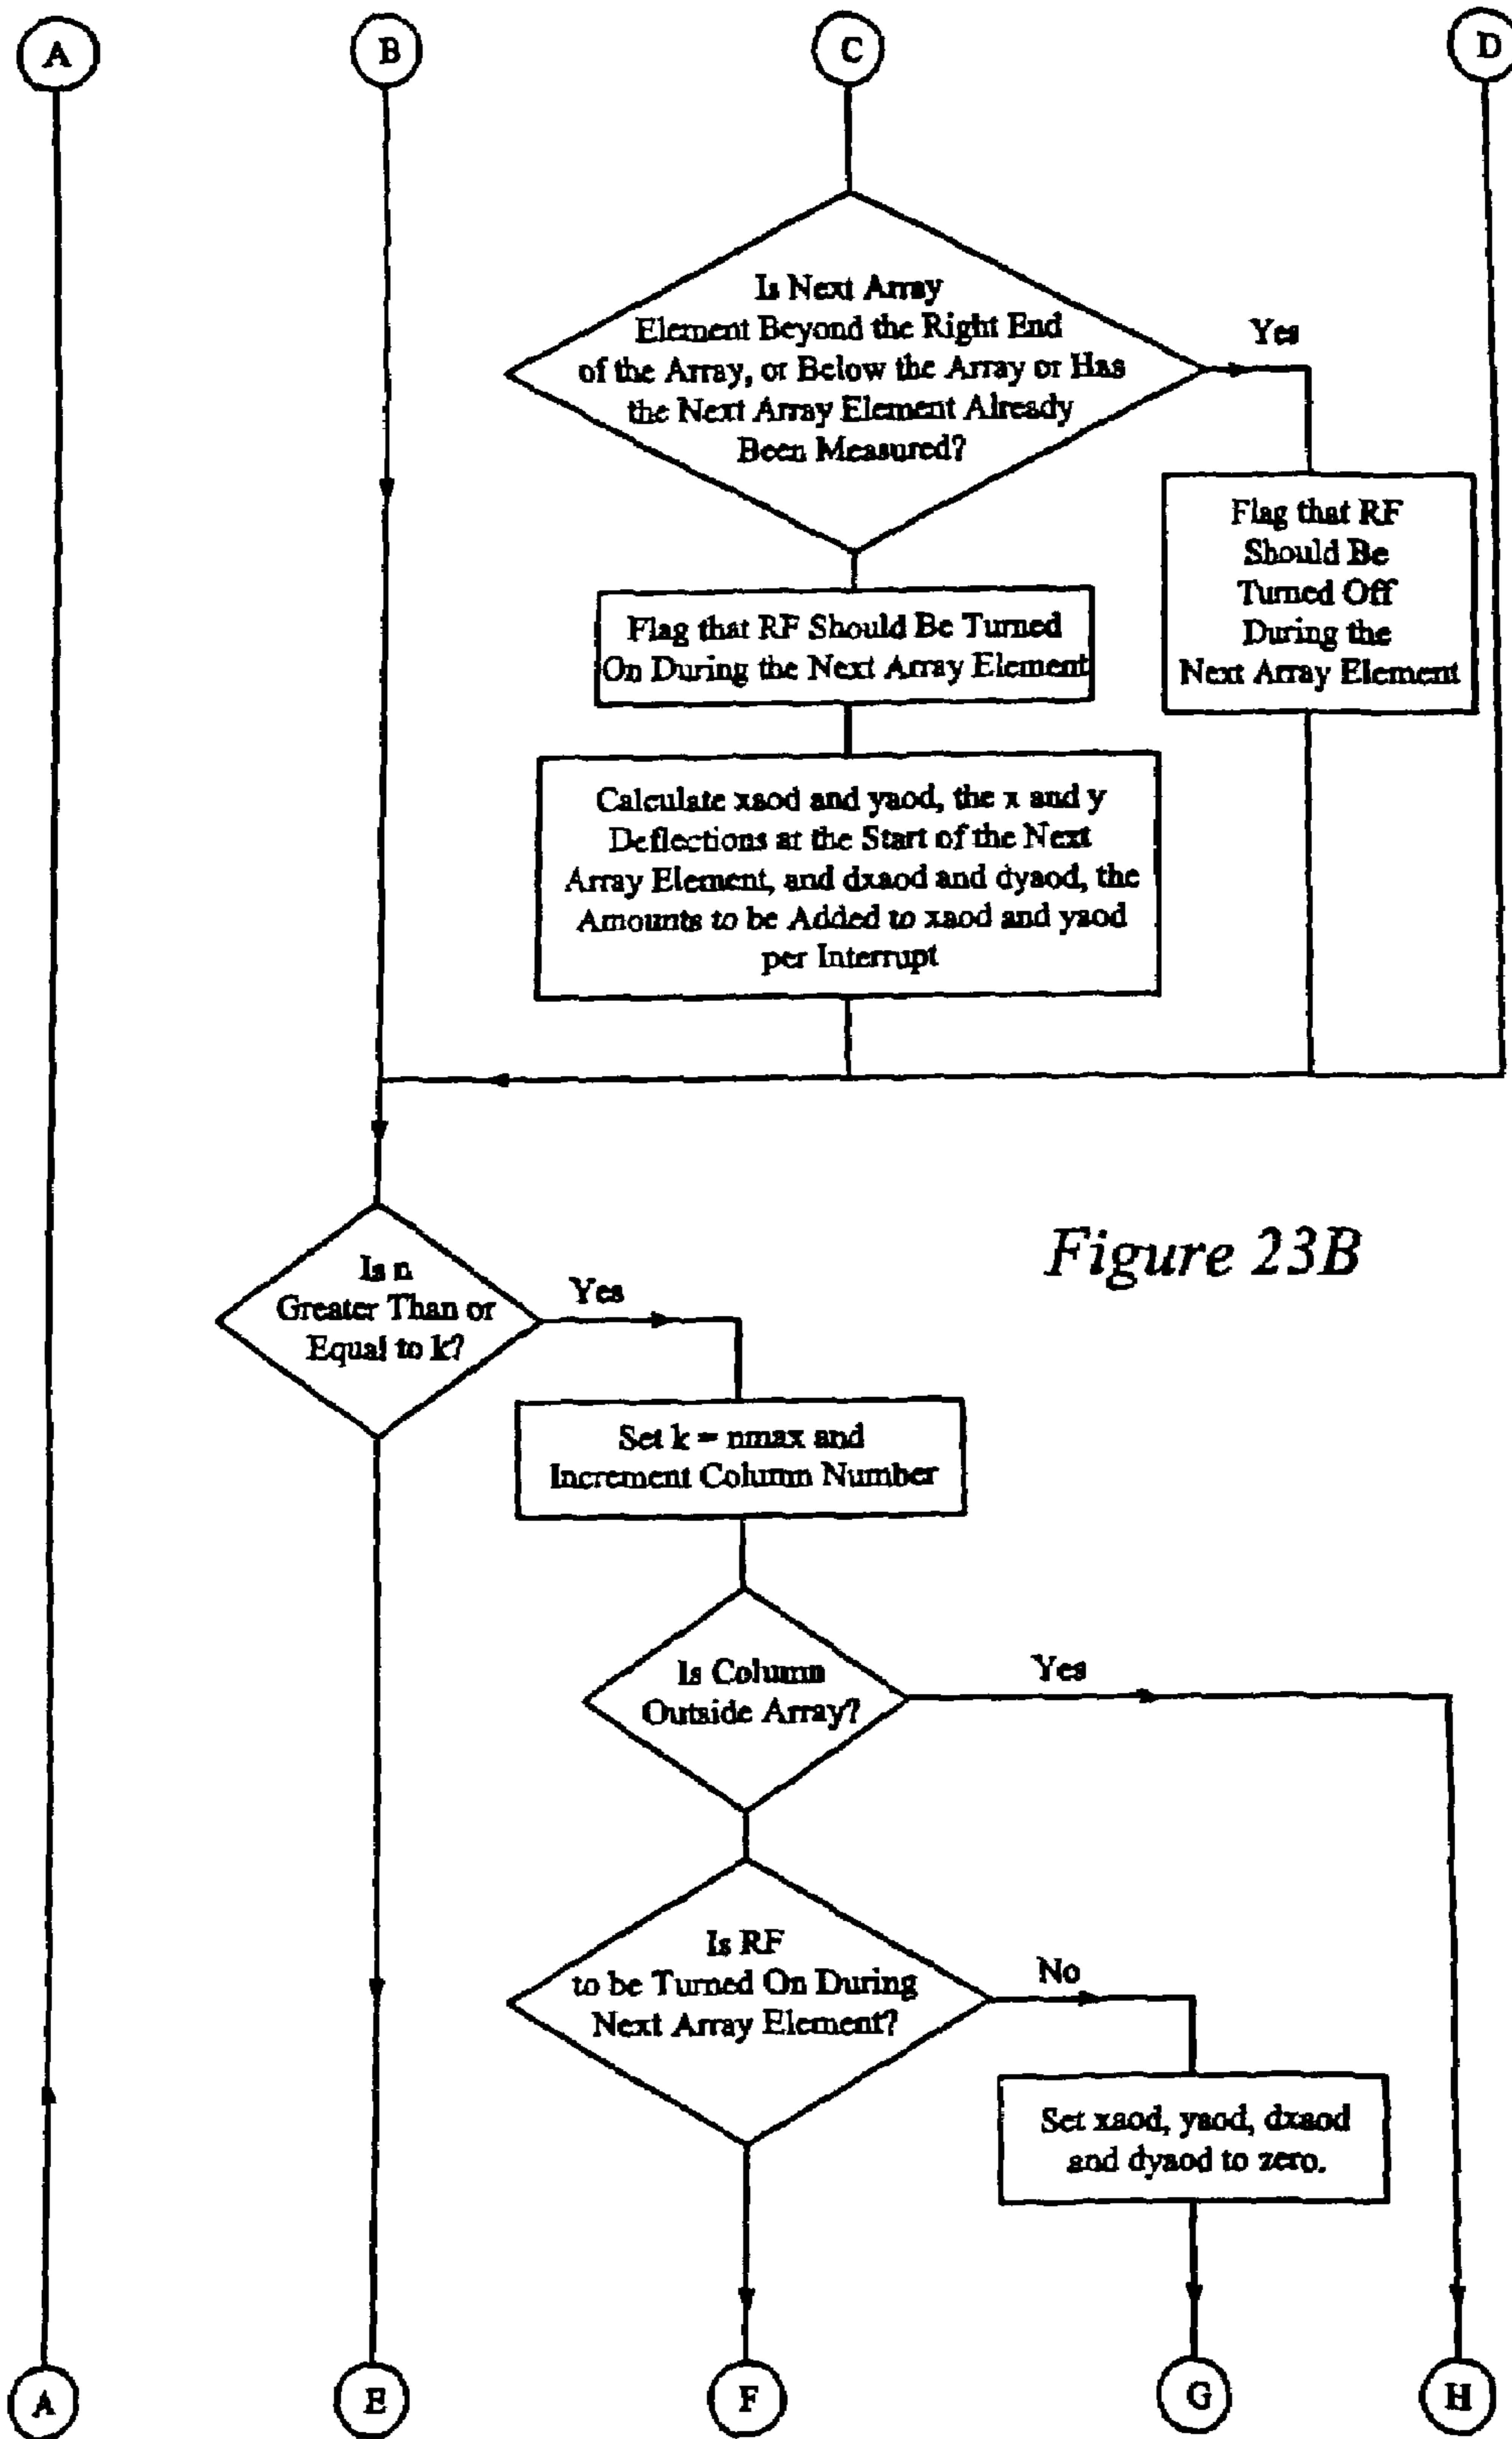 A
B
C
D
Is Next Array
Element Beyond the Right End
of the Array, or Below the Array or Has
the Next Array Element Already
Been Measured?
Yes
Flag that RF
Should Be
Turned Off
During the
Next Array Element
Flag that RF Should Be Turned
On During the Next Array Element
Calculate xaod and yaod, the x and y
Deflections at the Start of the Next
Array Element, and dxaod and dyaod, the
Amounts to be Added to xaod and yaod
per Interrupt
Figure 23B
Is n
Greater Than or
Equal to k?
Yes
Set k = nmax and
Increment Column Number
Is Column
Outside Array?
Yes
Is RF
to be Turned On During
Next Array Element?
No
Set xaod, yaod, dxaod
and dyaod to zero.
A
E
F
G
H